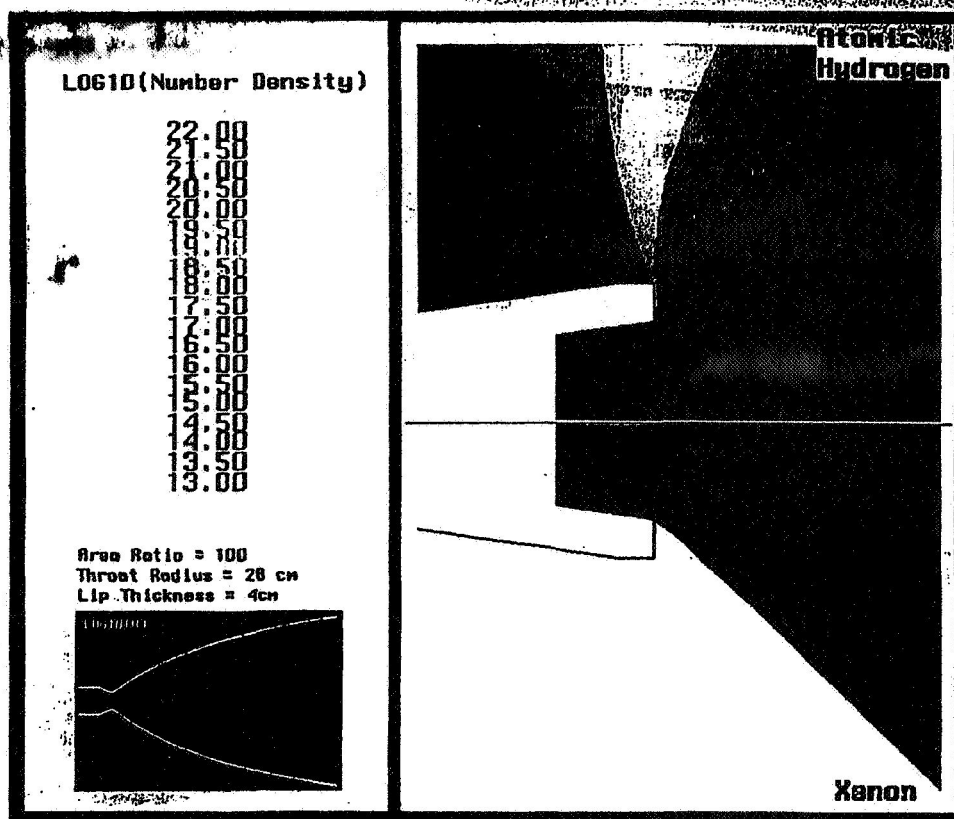 LOG10(Number Density)
22.00
21.50
21.00
20.50
20.00
19.50
19.00
18.50
18.00
17.50
17.00
16.50
16.00
15.50
15.00
14.50
14.00
13.50
13.00
Area Ratio = 100
Throat Radius = 26 cm
Lip Thickness = 4cm
Atomic
Hydrogen
Xenon